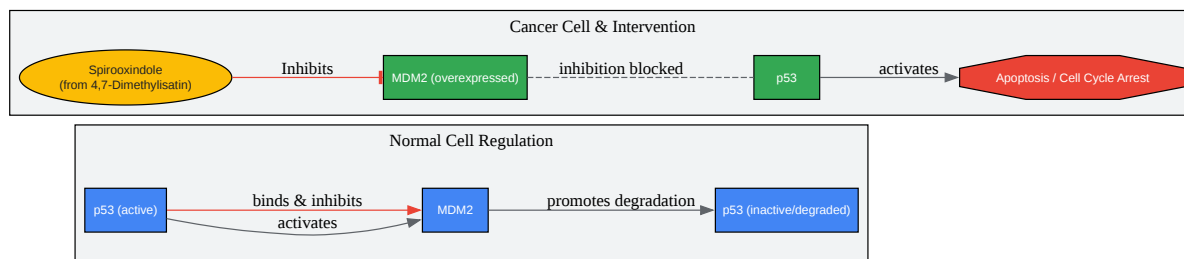 Cancer Cell & Intervention
Spirooxindole
(from 4,7-Dimethylisatin)
Inhibits
MDM2 (overexpressed)
inhibition blocked
p53
activates
Apoptosis / Cell Cycle Arrest
Normal Cell Regulation
p53 (active)
binds & inhibits
activates
MDM2
promotes degradation
p53 (inactive/degraded)